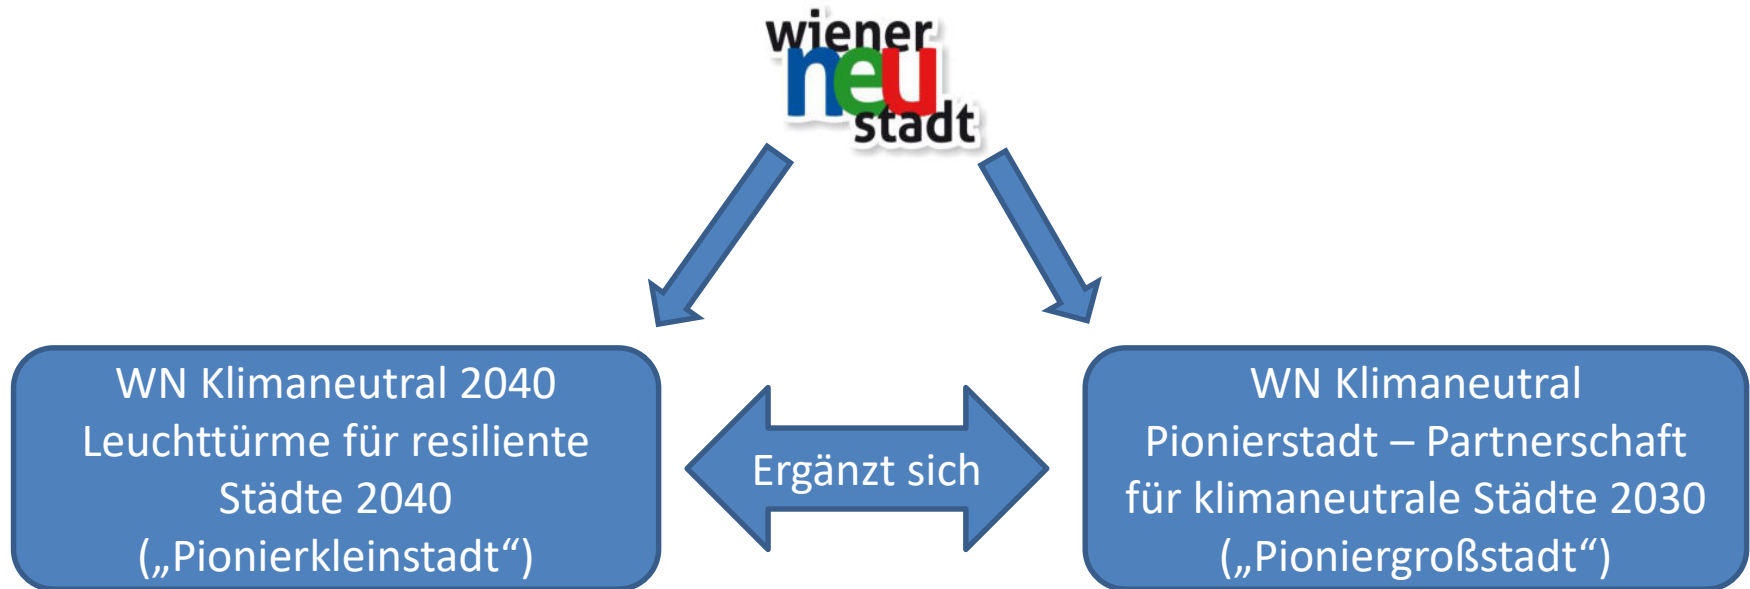 wiener
neu
stadt
WN Klimaneutral 2040
Leuchttürme für resiliente
Städte 2040
(„Pionierkleinstadt“)
Ergänzt sich
WN Klimaneutral
Pionierstadt – Partnerschaft
für klimaneutrale Städte 2030
(„Pioniergroßstadt“)